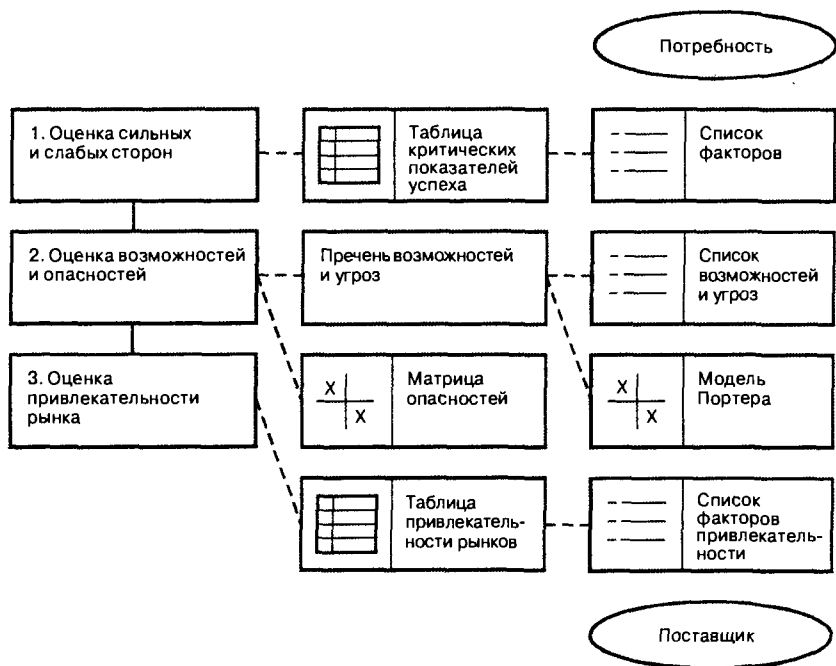 Потребность
1. Оценка сильных
и слабых сторон
Таблица
критических
показателей
успеха
Список
факторов
2. Оценка возможностей
и опасностей
Пречень возможностей
и угроз
Список
возможностей
и угроз
3. Оценка
привлекательности
рынка
X
X
Матрица
опасностей
X
X
Модель
Портера
Таблица
привлекатель-
ности рынков
Список
факторов
привлекатель-
ности
Поставщик